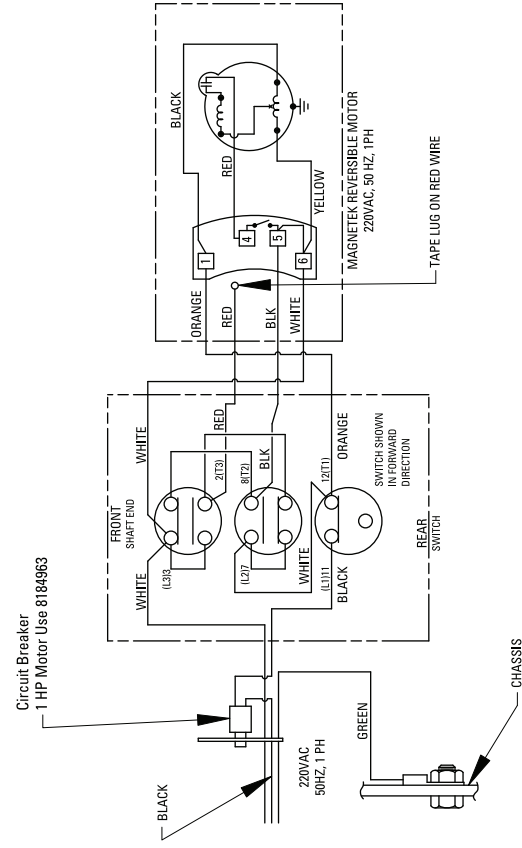 BLACK
RED
YELLOW
1
4
5
6
MAGNETEK REVERSIBLE MOTOR
220VAC, 50 HZ, 1PH
TAPE LUG ON RED WIRE
ORANGE
RED
BLK
WHITE
WHITE
RED
2(T3)
8(T2)
BLK
12(T1)
ORANGE
SWITCH SHOWN
IN FORWARD
DIRECTION
FRONT
SHAFT END
WHITE
(L3)3
(L2)7
WHITE
(L1)11
BLACK
REAR
SWITCH
Circuit Breaker
1 HP Motor Use 8184963
BLACK
220VAC
50HZ, 1 PH
GREEN
CHASSIS